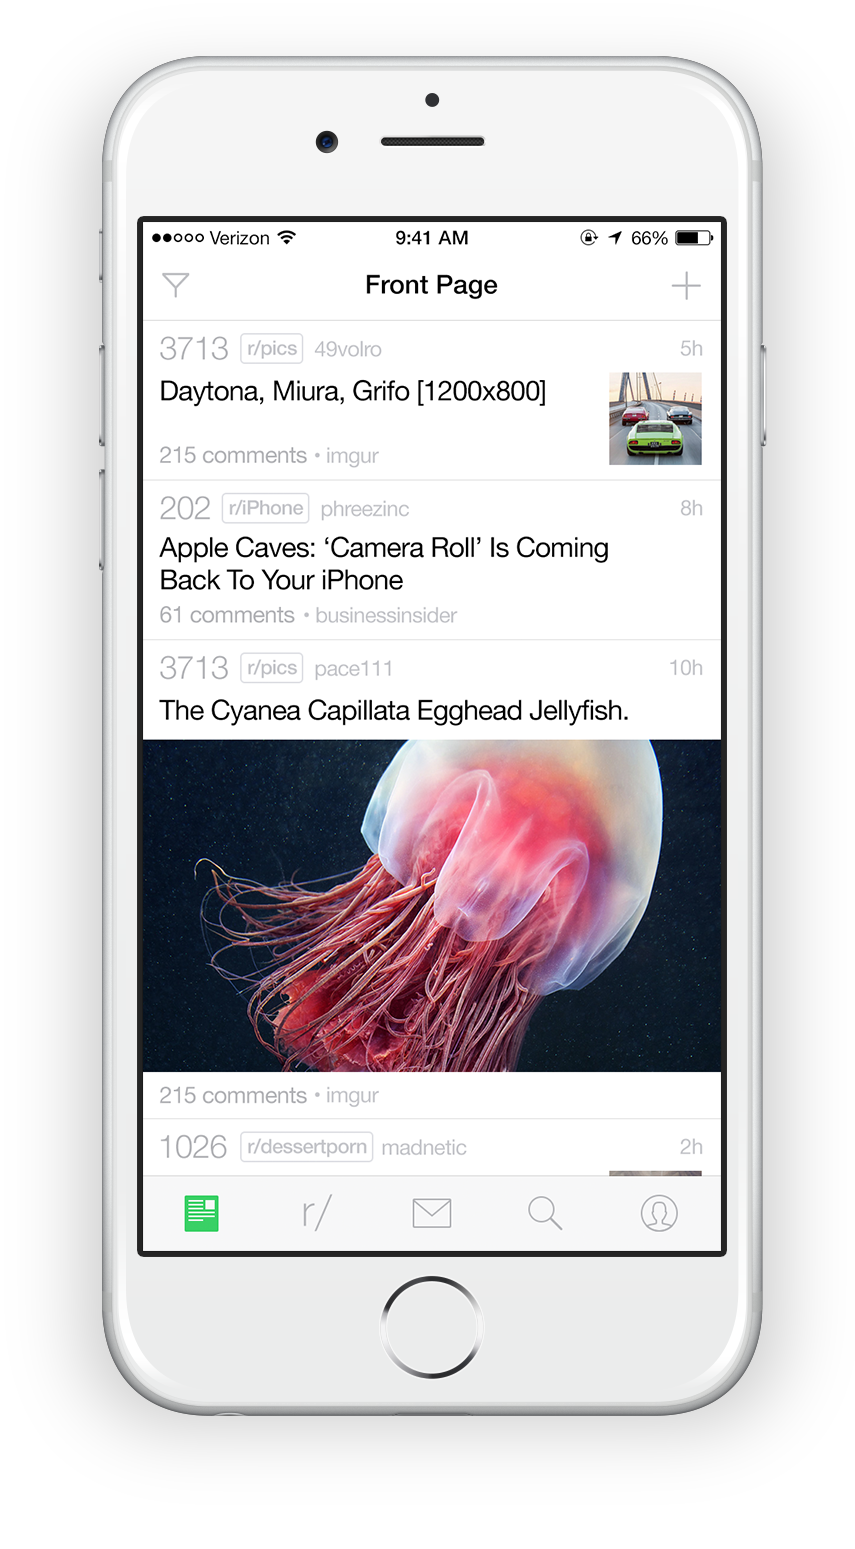 Verizon 9:41 AM 66%
Front Page
3713 r/pics 49volro 5h
Daytona, Miura, Grifo [1200x800]
215 comments • imgur
202 r/iPhone phreezinc 8h
Apple Caves: ‘Camera Roll’ Is Coming
Back To Your iPhone
61 comments • businessinsider
3713 r/pics pace111 10h
The Cyanea Capillata Egghead Jellyfish.
215 comments • imgur
1026 r/dessertporn madnetic 2h
r/